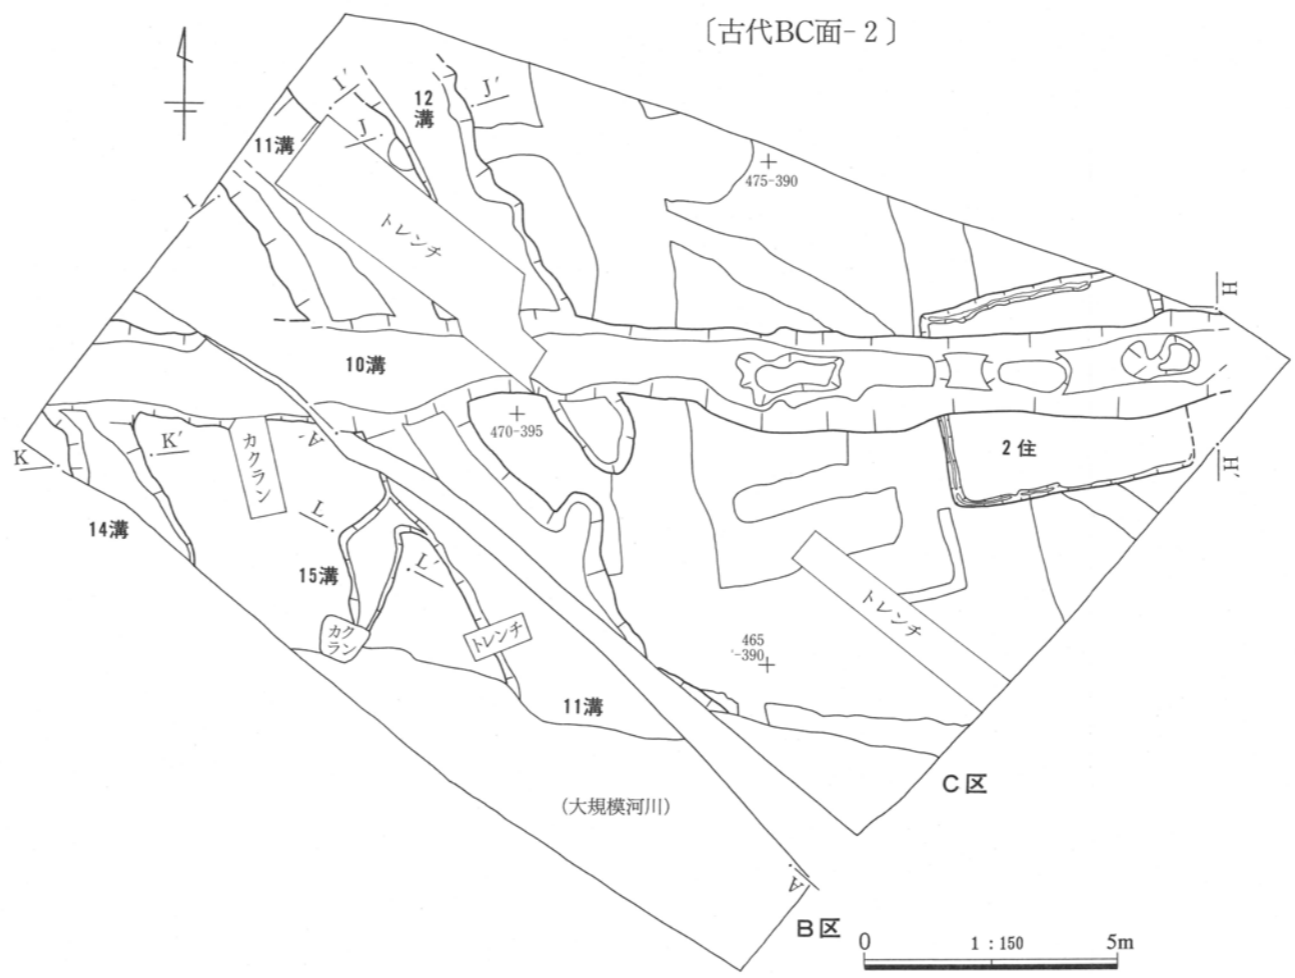 〔古代BC面-2〕
I′
12
溝
J′
J
11溝
I
トレンチ
475-390
H
10溝
470-395
K
K′
カクラン
A
2住
H′
14溝
L
15溝
L′
カク
ラン
トレンチ
トレンチ
465
-390
11溝
C区
(大規模河川)
A′
B区
0
1:150
5m